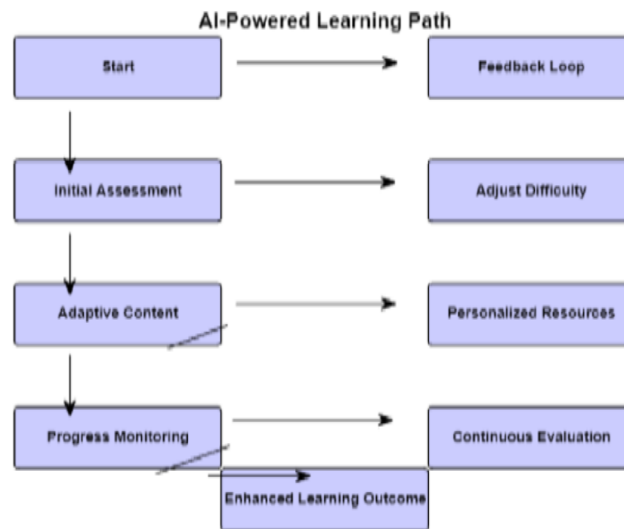 AI-Powered Learning Path
Start
Feedback Loop
Initial Assessment
Adjust Difficulty
Adaptive Content
Personalized Resources
Progress Monitoring
Continuous Evaluation
Enhanced Learning Outcome